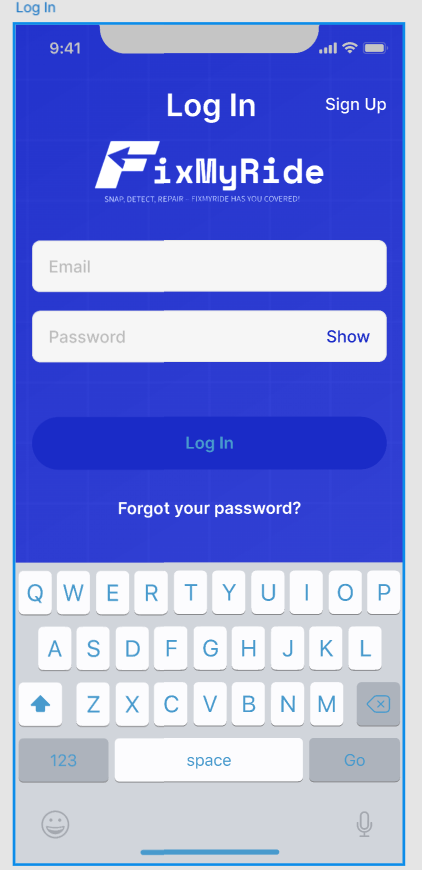 Log In
9:41
Log In
Sign Up
FixMyRide
SNAP, DETECT, REPAIR - FIXMYRIDE HAS YOU COVERED!
Email
Password
Show
Log In
Forgot your password?
Q W E R T Y U I O P
A S D F G H J K L
Z X C V B N M
123 space Go